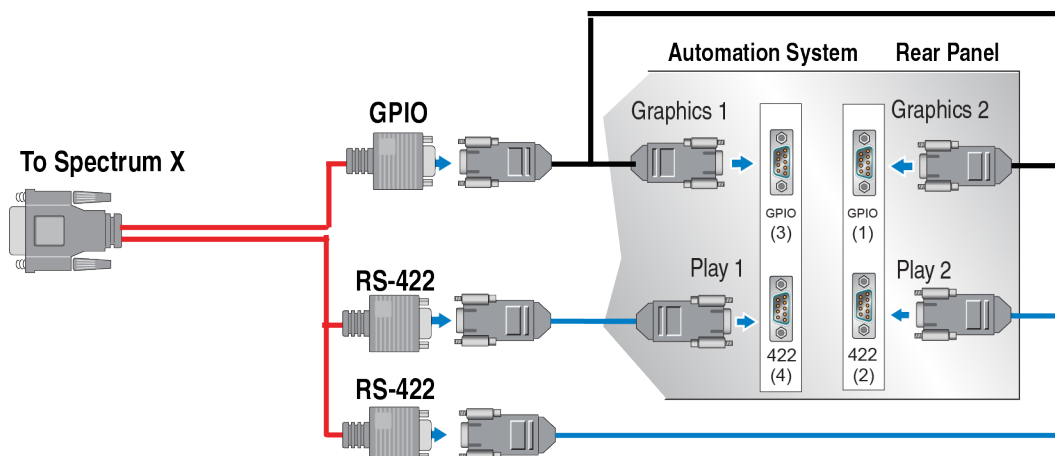 Automation System
Rear Panel
GPIO
Graphics 1
Graphics 2
To Spectrum X
GPIO
(3)
GPIO
(1)
RS-422
Play 1
Play 2
422
(4)
422
(2)
RS-422